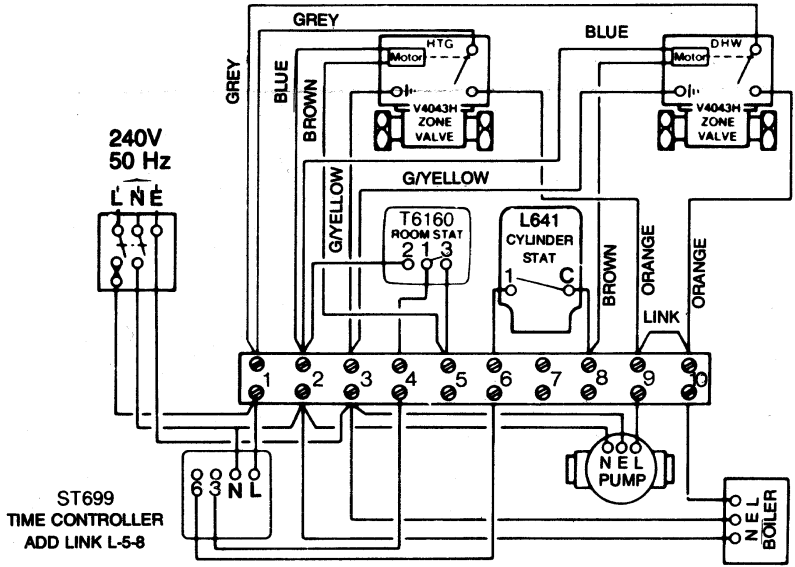 GREY
HTG
Motor
BLUE
DHW
Motor
GREY
BLUE
BROWN
V4043H
ZONE
VALVE
V4043H
ZONE
VALVE
240V
50 Hz
L N E
G/YELLOW
G/YELLOW
T6160
ROOM STAT
2 1 3
L641
CYLINDER
STAT
1 C
BROWN
ORANGE
ORANGE
LINK
1 2 3 4 5 6 7 8 9 10
N E L
PUMP
6 3 N L
ST699
TIME CONTROLLER
ADD LINK L-5-8
N E L
BOILER